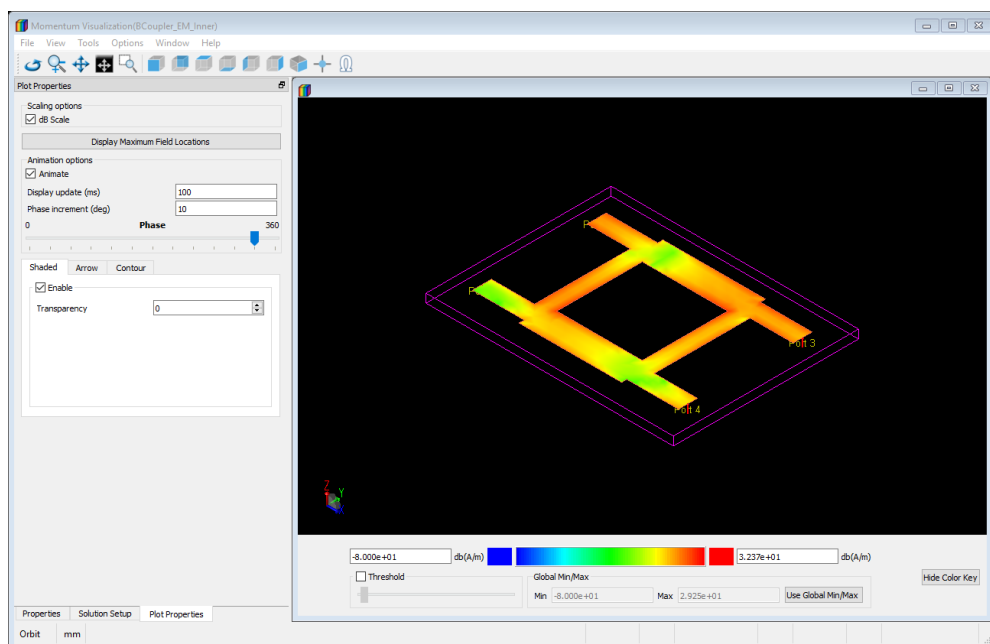 Momentum Visualization(BCoupler_EM_Inner)
File View Tools Options Window Help
Plot Properties
Scaling options
dB Scale
Display Maximum Field Locations
Animation options
Animate
Display update (ms) 100
Phase increment (deg) 10
0 Phase 360
Shaded Arrow Contour
Enable
Transparency 0
Port 3
Port 4
Z
Y
-8.000e+01 db(A/m) 3.237e+01 db(A/m)
Threshold
Global Min/Max
Min -8.000e+01 Max 2.925e+01 Use Global Min/Max
Hide Color Key
Properties Solution Setup Plot Properties
Orbit mm